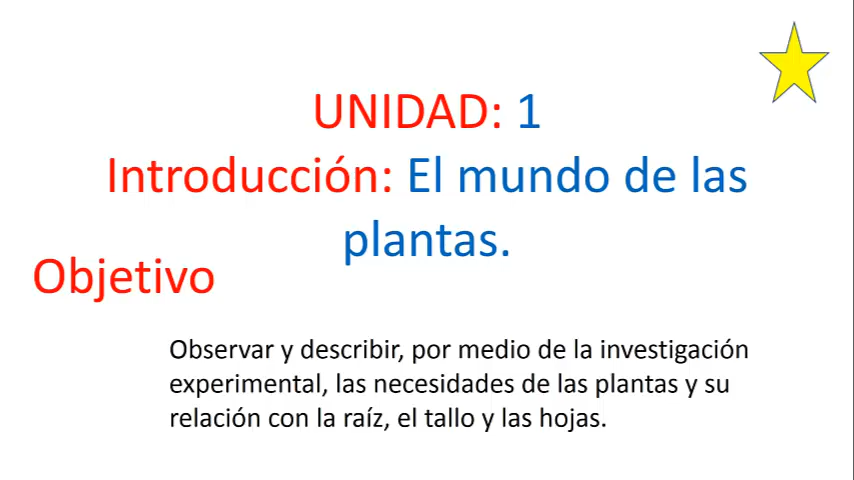 UNIDAD: 1
Introducción: El mundo de las
plantas.
Objetivo
Observar y describir, por medio de la investigación
experimental, las necesidades de las plantas y su
relación con la raíz, el tallo y las hojas.